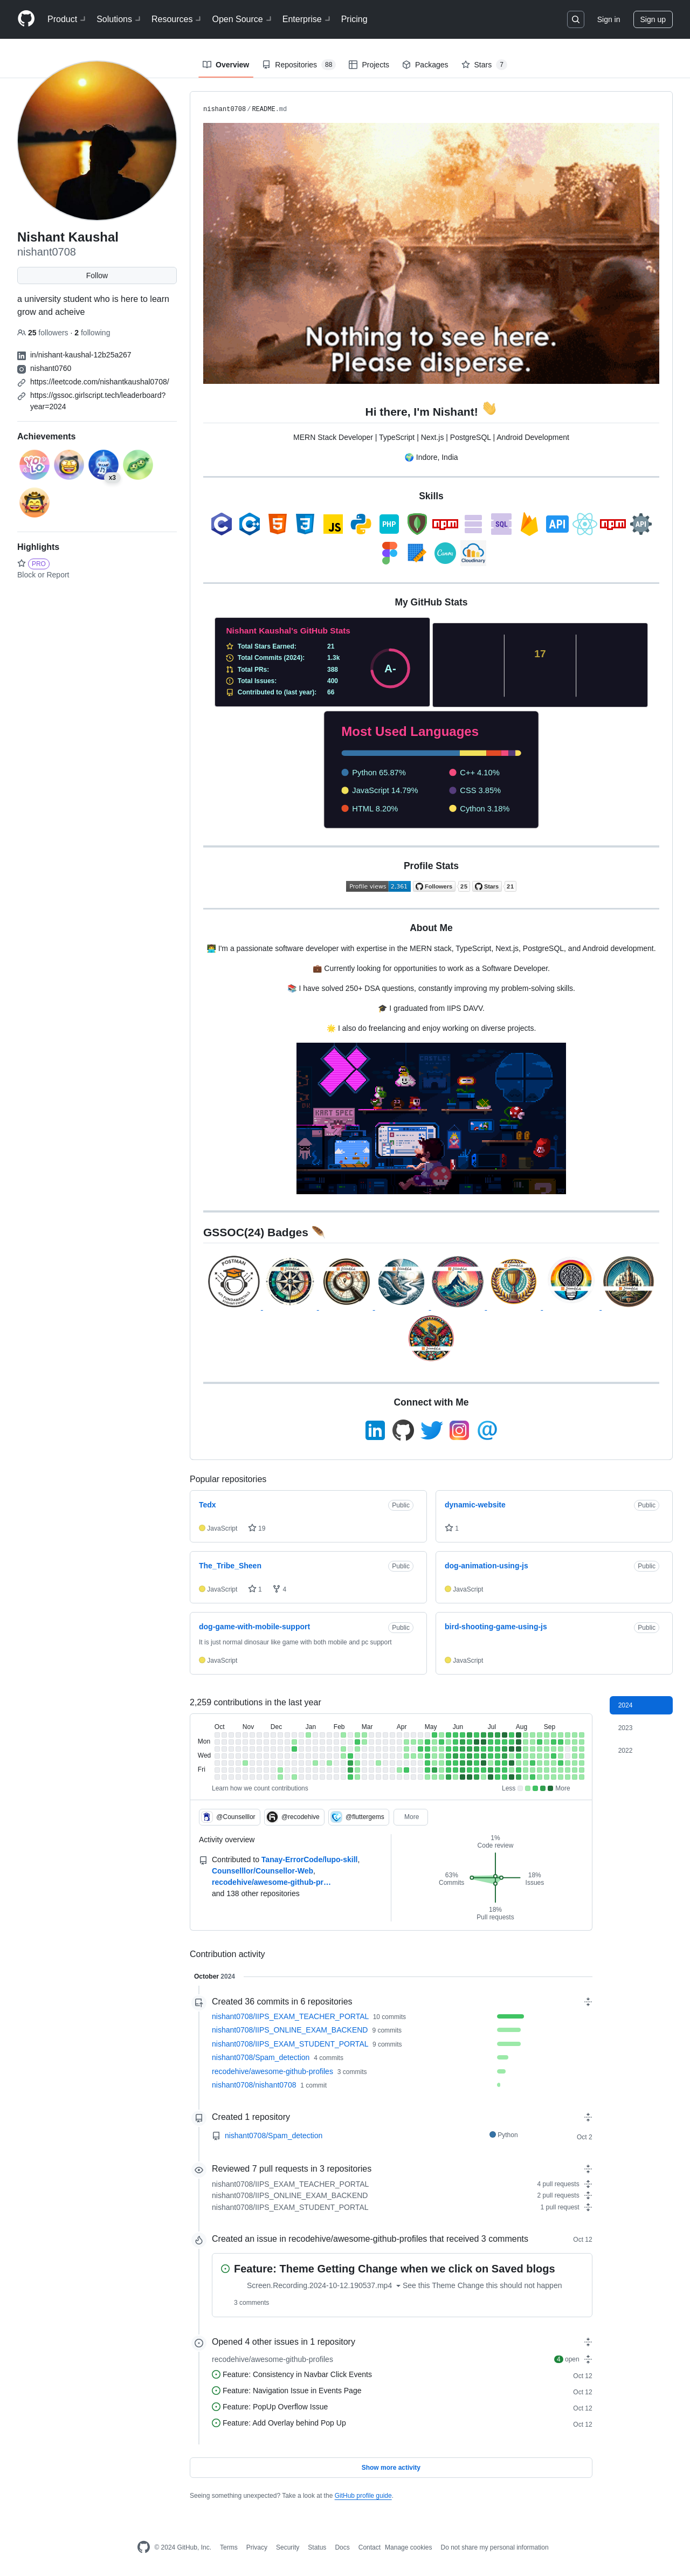 Product
Solutions
Resources
Open Source
Enterprise
Pricing
Sign in
Sign up
Overview
Repositories 88
Projects
Packages
Stars 7
Nishant Kaushal
nishant0708
Follow
a university student who is here to learn
grow and acheive
25 followers · 2 following
in/nishant-kaushal-12b25a267
nishant0760
https://leetcode.com/nishantkaushal0708/
https://gssoc.girlscript.tech/leaderboard?
year=2024
Achievements
x3
Highlights
PRO
Block or Report
nishant0708/README.md
Nothing to see here.
Please disperse.
Hi there, I'm Nishant! 👋
MERN Stack Developer | TypeScript | Next.js | PostgreSQL | Android Development
🌍 Indore, India
Skills
JS
PHP
npm
SQL
API
npm
API
Canva
Cloudinary
My GitHub Stats
Nishant Kaushal's GitHub Stats
Total Stars Earned: 21
Total Commits (2024): 1.3k
Total PRs: 388
Total Issues: 400
Contributed to (last year): 66
A-
17
Most Used Languages
Python 65.87%
C++ 4.10%
JavaScript 14.79%
CSS 3.85%
HTML 8.20%
Cython 3.18%
Profile Stats
Profile views 2,361
Followers 25
Stars 21
About Me
👨‍💻 I'm a passionate software developer with expertise in the MERN stack, TypeScript, Next.js, PostgreSQL, and Android development.
💼 Currently looking for opportunities to work as a Software Developer.
📚 I have solved 250+ DSA questions, constantly improving my problem-solving skills.
🎓 I graduated from IIPS DAVV.
🌟 I also do freelancing and enjoy working on diverse projects.
GSSOC(24) Badges 🪶
POSTMAN
Connect with Me
Popular repositories
Tedx
Public
JavaScript 19
dynamic-website
Public
1
The_Tribe_Sheen
Public
JavaScript 1 4
dog-animation-using-js
Public
JavaScript
dog-game-with-mobile-support
Public
It is just normal dinosaur like game with both mobile and pc support
JavaScript
bird-shooting-game-using-js
Public
JavaScript
2,259 contributions in the last year
2024
2023
2022
Oct Nov Dec Jan Feb Mar Apr May Jun Jul Aug Sep
Mon
Wed
Fri
Learn how we count contributions
Less More
@Counselllor
@recodehive
@fluttergems
More
Activity overview
Contributed to Tanay-ErrorCode/lupo-skill,
Counselllor/Counsellor-Web,
recodehive/awesome-github-pr…
and 138 other repositories
1%
Code review
63%
Commits
18%
Issues
18%
Pull requests
Contribution activity
October 2024
Created 36 commits in 6 repositories
nishant0708/IIPS_EXAM_TEACHER_PORTAL 10 commits
nishant0708/IIPS_ONLINE_EXAM_BACKEND 9 commits
nishant0708/IIPS_EXAM_STUDENT_PORTAL 9 commits
nishant0708/Spam_detection 4 commits
recodehive/awesome-github-profiles 3 commits
nishant0708/nishant0708 1 commit
Created 1 repository
nishant0708/Spam_detection
Python
Oct 2
Reviewed 7 pull requests in 3 repositories
nishant0708/IIPS_EXAM_TEACHER_PORTAL 4 pull requests
nishant0708/IIPS_ONLINE_EXAM_BACKEND 2 pull requests
nishant0708/IIPS_EXAM_STUDENT_PORTAL 1 pull request
Created an issue in recodehive/awesome-github-profiles that received 3 comments
Oct 12
Feature: Theme Getting Change when we click on Saved blogs
Screen.Recording.2024-10-12.190537.mp4 See this Theme Change this should not happen
3 comments
Opened 4 other issues in 1 repository
recodehive/awesome-github-profiles 4 open
Feature: Consistency in Navbar Click Events Oct 12
Feature: Navigation Issue in Events Page Oct 12
Feature: PopUp Overflow Issue Oct 12
Feature: Add Overlay behind Pop Up Oct 12
Show more activity
Seeing something unexpected? Take a look at the GitHub profile guide.
© 2024 GitHub, Inc. Terms Privacy Security Status Docs Contact Manage cookies Do not share my personal information